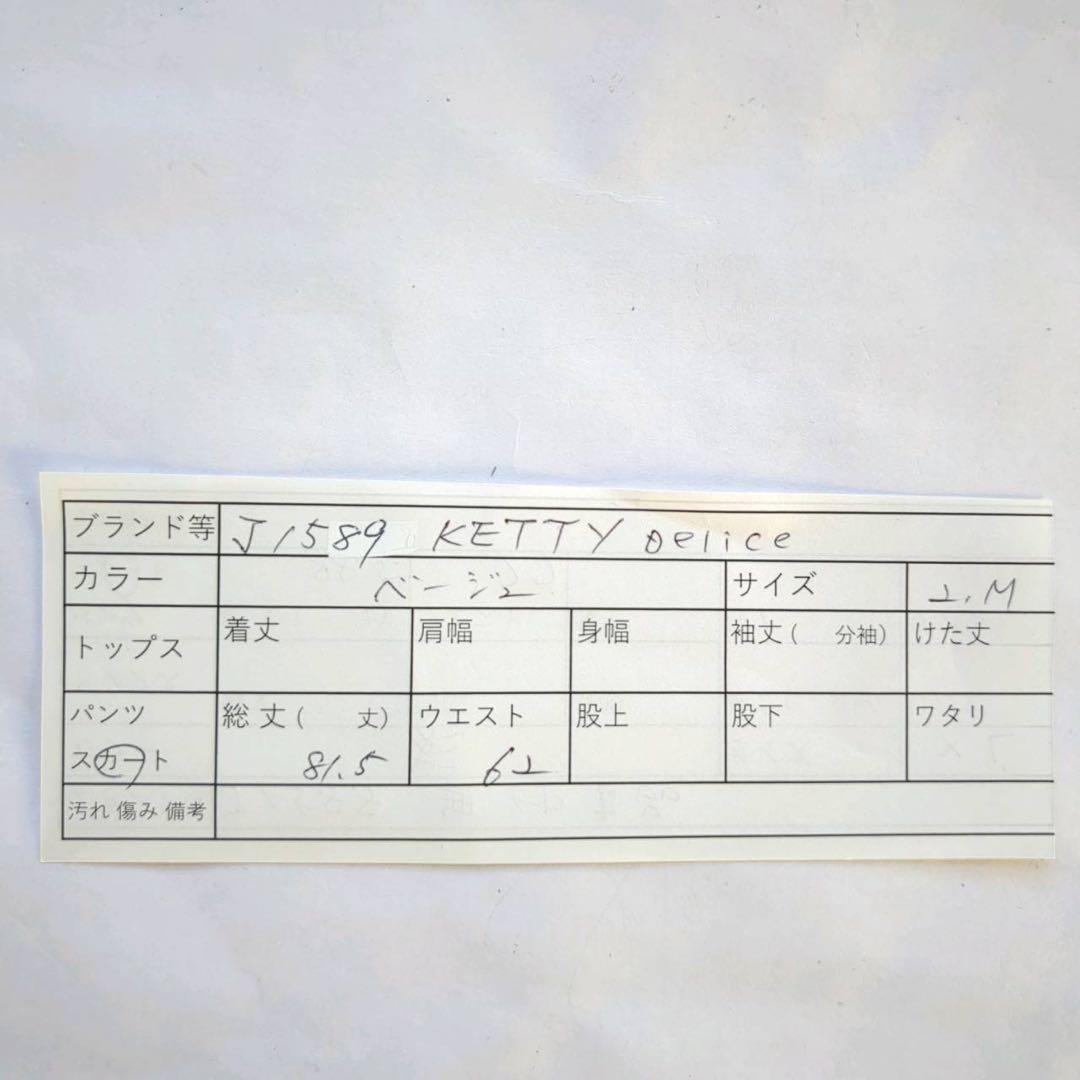 ブランド等 J1589 KETTY Delice
カラー ベージュ サイズ 2.M
トップス 着丈 肩幅 身幅 袖丈( 分袖) けた丈
パンツ 総丈( 丈) ウエスト 股上 股下 ワタリ
スカート 81.5 62
汚れ 傷み 備考